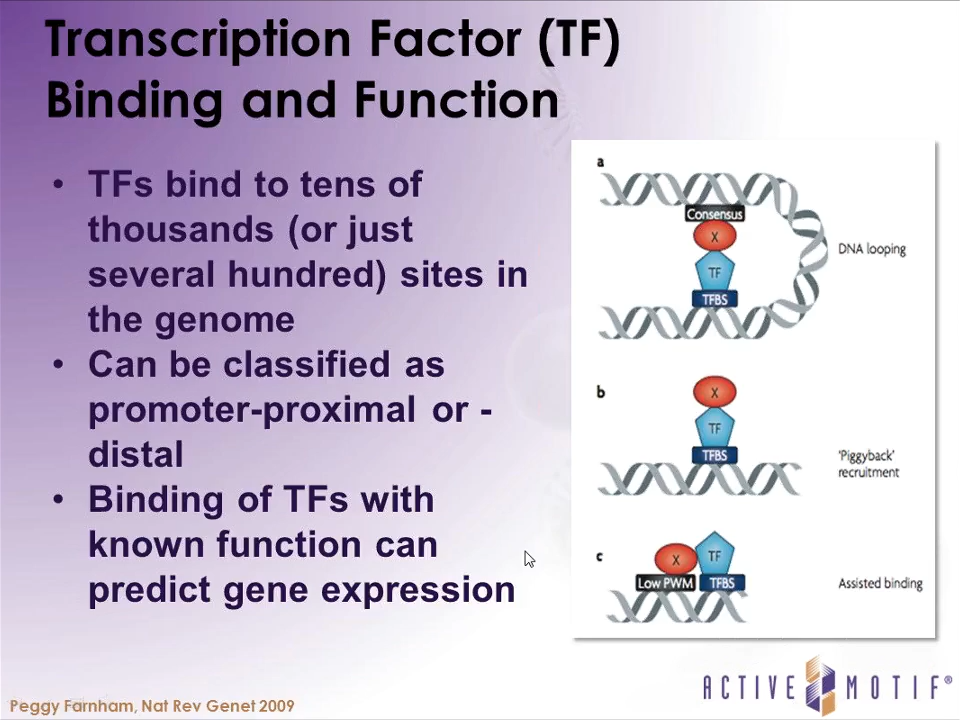 Transcription Factor (TF)
Binding and Function
• TFs bind to tens of
thousands (or just
several hundred) sites in
the genome
• Can be classified as
promoter-proximal or -
distal
• Binding of TFs with
known function can
predict gene expression
a
Consensus
X
TF
TFBS
DNA looping
b
X
TF
TFBS
'Piggyback'
recruitment
c
X
TF
Low PWM
TFBS
Assisted binding
ACTIVE MOTIF®
Peggy Farnham, Nat Rev Genet 2009